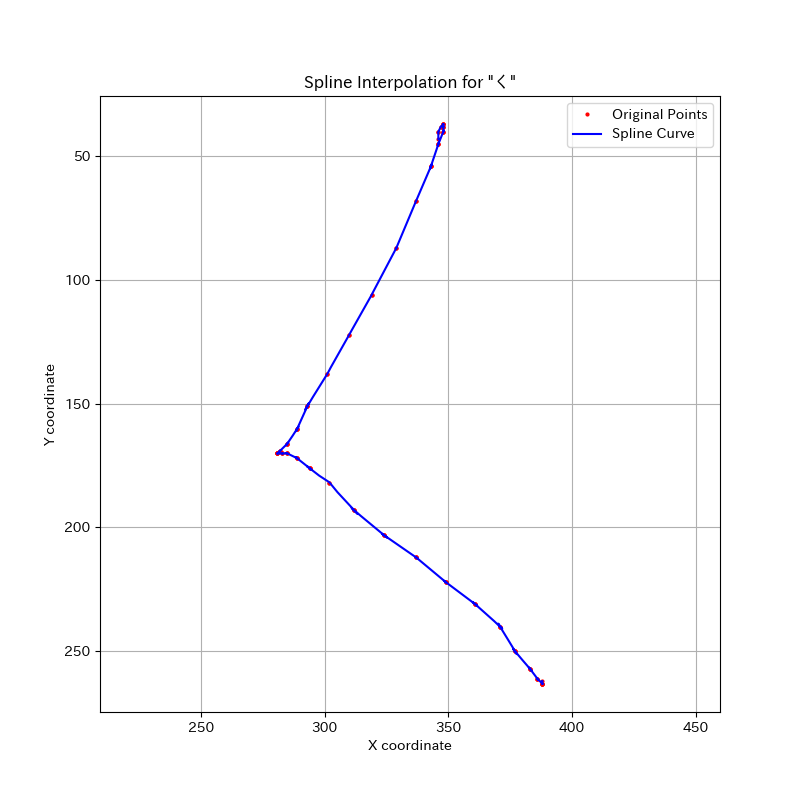 Spline Interpolation for "く"
Original Points
Spline Curve
50
100
150
200
250
Y coordinate
250 300 350 400 450
X coordinate